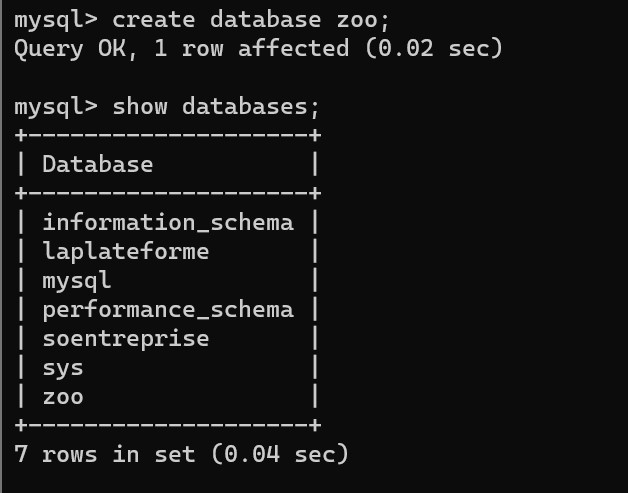 mysql> create database zoo;
Query OK, 1 row affected (0.02 sec)

mysql> show databases;
+--------------------+
| Database           |
+--------------------+
| information_schema |
| laplateforme       |
| mysql              |
| performance_schema |
| soentreprise       |
| sys                |
| zoo                |
+--------------------+
7 rows in set (0.04 sec)